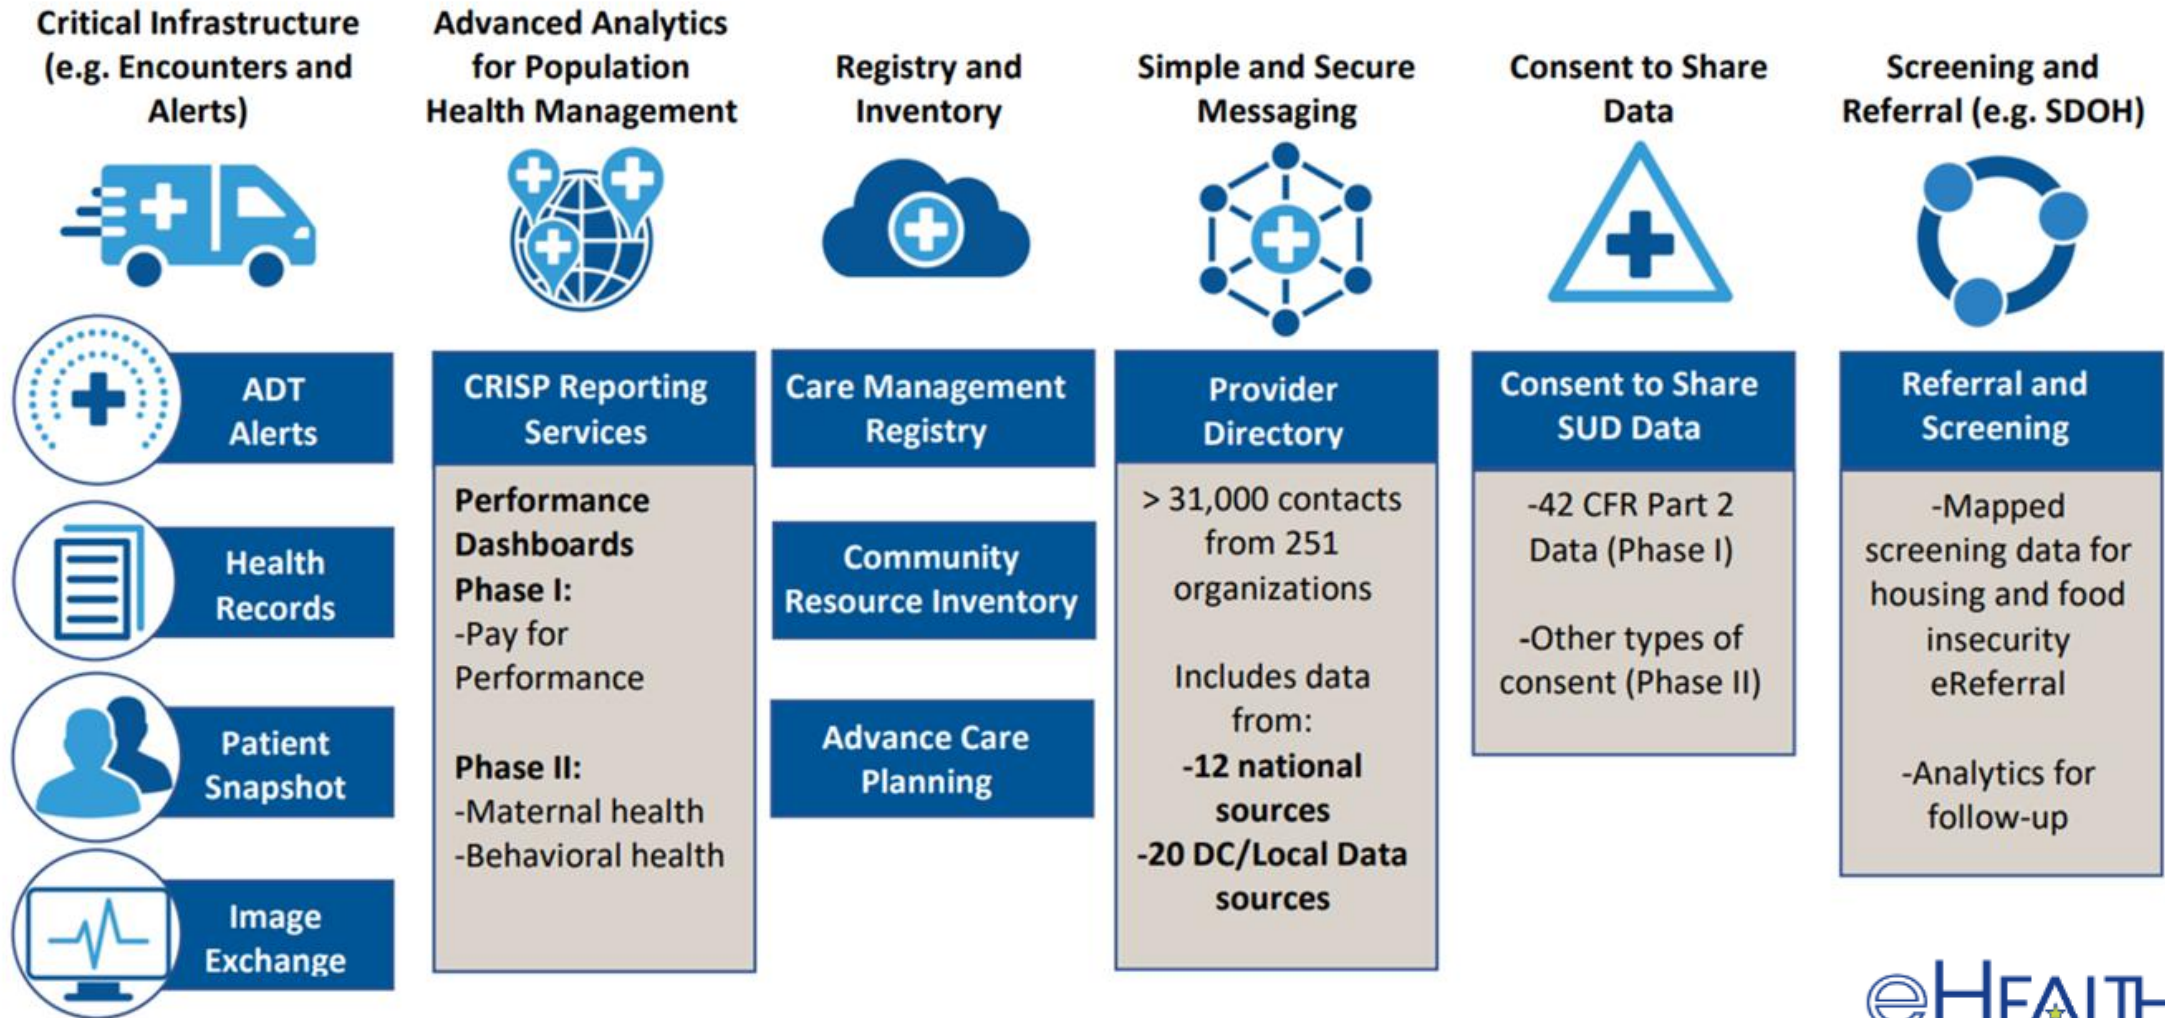 Critical Infrastructure
(e.g. Encounters and
Alerts)
ADT
Alerts
Health
Records
Patient
Snapshot
Image
Exchange
Advanced Analytics
for Population
Health Management
CRISP Reporting
Services
Performance
Dashboards
Phase I:
-Pay for
Performance
Phase II:
-Maternal health
-Behavioral health
Registry and
Inventory
Care Management
Registry
Community
Resource Inventory
Advance Care
Planning
Simple and Secure
Messaging
Provider
Directory
> 31,000 contacts
from 251
organizations
Includes data
from:
-12 national
sources
-20 DC/Local Data
sources
Consent to Share
Data
Consent to Share
SUD Data
-42 CFR Part 2
Data (Phase I)
-Other types of
consent (Phase II)
Screening and
Referral (e.g. SDOH)
Referral and
Screening
-Mapped
screening data for
housing and food
insecurity
eReferral
-Analytics for
follow-up
eHEALTH